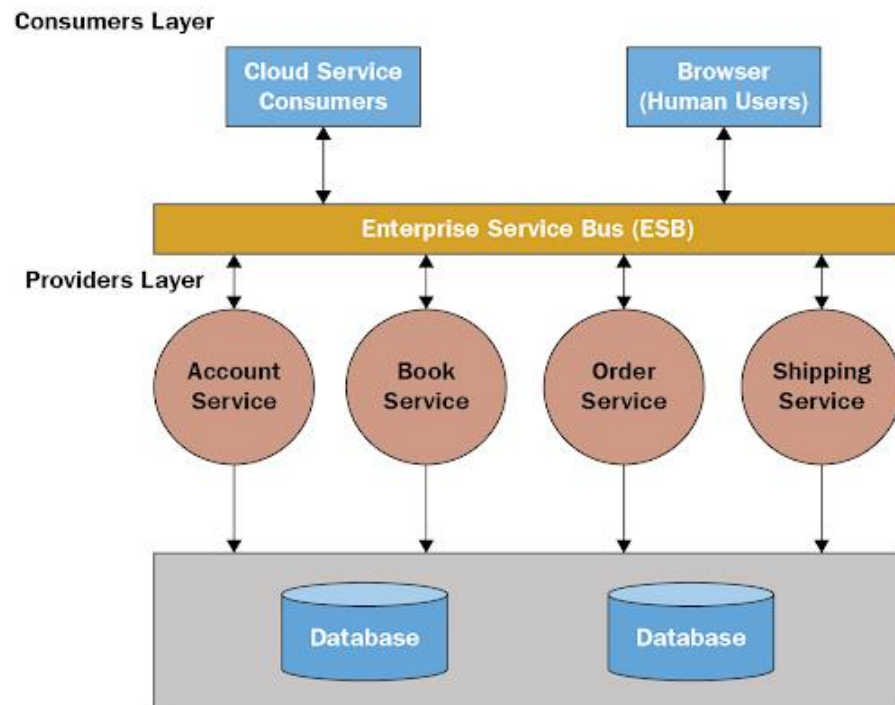 Consumers Layer
Cloud Service
Consumers
Browser
(Human Users)
Enterprise Service Bus (ESB)
Providers Layer
Account
Service
Book
Service
Order
Service
Shipping
Service
Database
Database